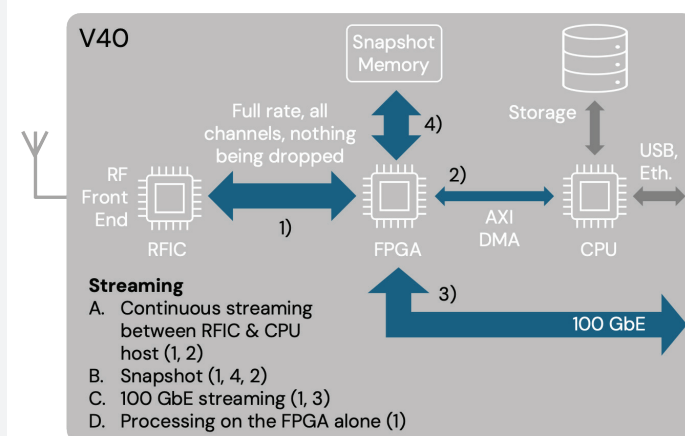 V40
Snapshot
Memory
Full rate, all
channels, nothing
being dropped
4)
Storage
USB,
Eth.
RF
Front
End
1)
2)
AXI
DMA
RFIC
FPGA
CPU
3)
100 GbE
Streaming
A. Continuous streaming
between RFIC & CPU
host (1, 2)
B. Snapshot (1, 4, 2)
C. 100 GbE streaming (1, 3)
D. Processing on the FPGA alone (1)